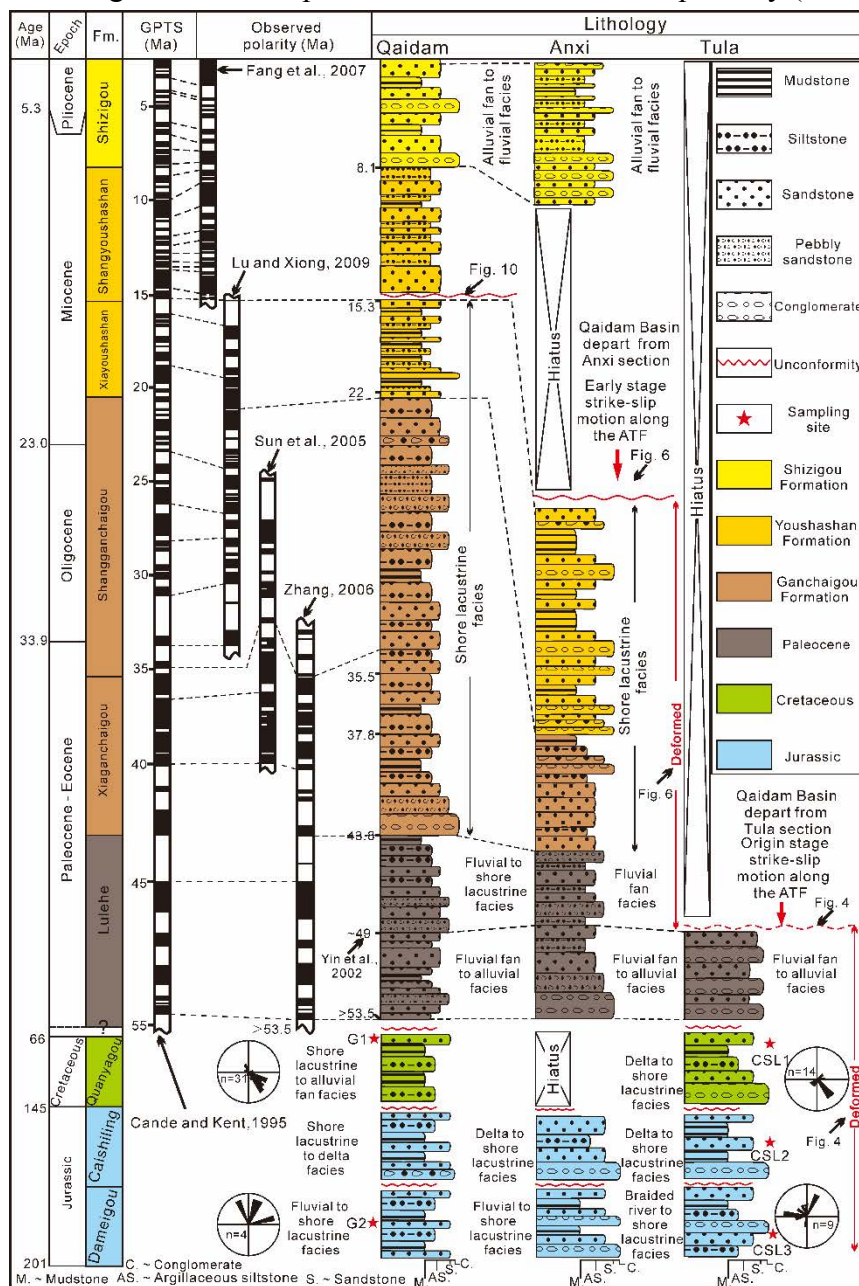 Age (Ma)
Epoch
Fm.
GPTS (Ma)
Observed polarity (Ma)
Lithology
Qaidam
Anxi
Tula
5.3
23.0
33.9
66
145
201
Pliocene
Miocene
Oligocene
Paleocene - Eocene
Cretaceous
Jurassic
Shizigou
Shangyoushashan
Xiayoushashan
Shangganchaigou
Xiaganchaigou
Lulehe
Quanyagou
Caishiling
Dameigou
5
10
15
20
25
30
35
40
45
55
Fang et al., 2007
Lu and Xiong, 2009
Sun et al., 2005
Zhang, 2006
>53.5
Cande and Kent,1995
8.1
15.3
22
35.5
37.8
43.8
~49
Yin et al., 2002
>53.5
Alluvial fan to
fluvial facies
Alluvial fan to
fluvial facies
Fig. 10
Hiatus
Qaidam Basin
depart from
Anxi section
Early stage
strike-slip
motion along
the ATF
Fig. 6
Shore lacustrine
facies
Shore lacustrine
facies
Deformed
Fig. 6
Hiatus
Qaidam Basin
depart from
Tula section
Origin stage
strike-slip
motion along
the ATF
Fig. 4
Fluvial to
shore
lacustrine
facies
Fluvial
fan
facies
Fluvial fan
to alluvial
facies
Fluvial fan
to alluvial
facies
Fluvial fan
to alluvial
facies
n=31
Shore
lacustrine
to alluvial
fan facies
G1
Hiatus
Delta to
shore
lacustrine
facies
CSL1
n=14
Shore
lacustrine
to delta
facies
Delta to
shore
lacustrine
facies
Delta to
shore
lacustrine
facies
CSL2
Fig. 4
Deformed
n=4
Fluvial to
shore
lacustrine
facies
G2
Fluvial to
shore
lacustrine
facies
Braided
river to
shore
lacustrine
facies
CSL3
n=9
Mudstone
Siltstone
Sandstone
Pebbly
sandstone
Conglomerate
Unconformity
Sampling
site
Shizigou
Formation
Youshashan
Formation
Ganchaigou
Formation
Paleocene
Cretaceous
Jurassic
C. ~ Conglomerate
M. ~ Mudstone AS. ~ Argillaceous siltstone S. ~ Sandstone
M AS. S. C.
M AS. S. C.
M AS. S. C.